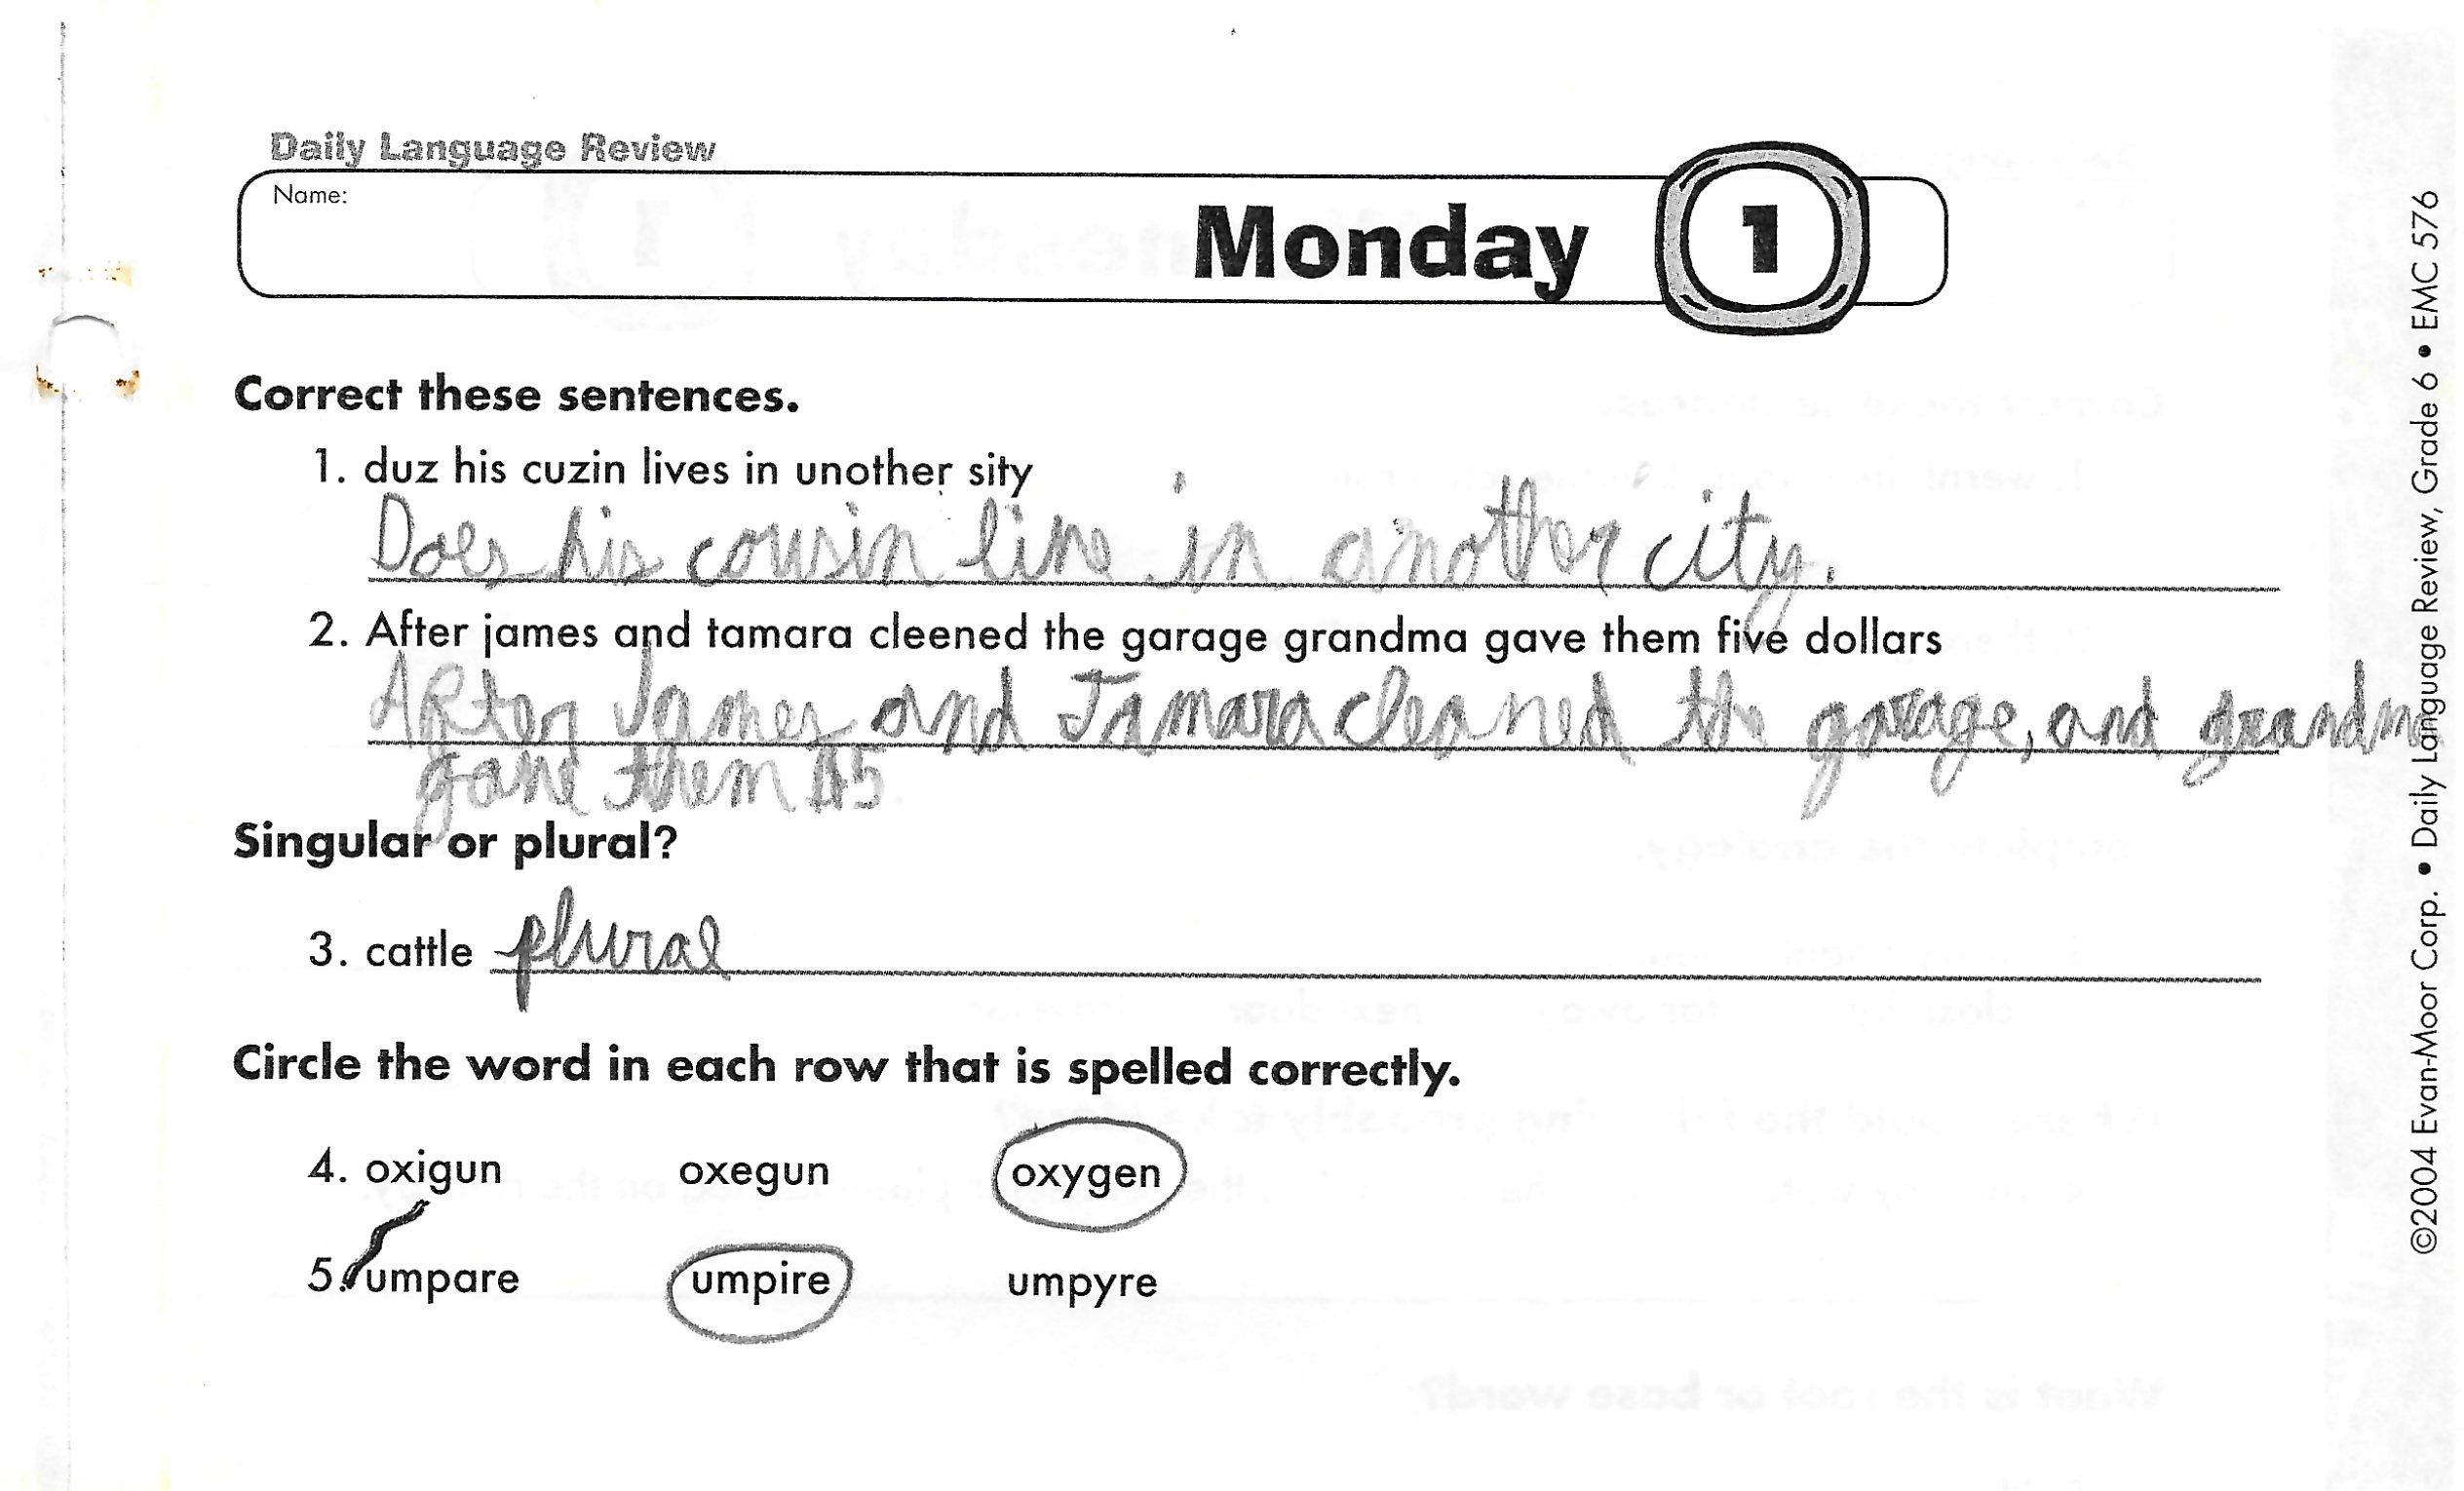 Daily Language Review
Name:
Monday 1
Correct these sentences.
1. duz his cuzin lives in unother sity
Does his cousin live in another city.
2. After james and tamara cleened the garage grandma gave them five dollars
After James and Tamara cleaned the garage, and grandma
gave them $5
Singular or plural?
3. cattle plural
Circle the word in each row that is spelled correctly.
4. oxigun oxegun oxygen
5. umpare umpire umpyre
©2004 Evan-Moor Corp. • Daily Language Review, Grade 6 • EMC 576